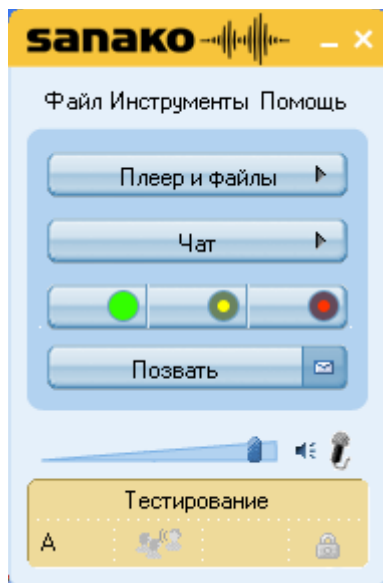 sanako
Файл Инструменты Помощь
Плеер и файлы
Чат
Позвать
Тестирование
А